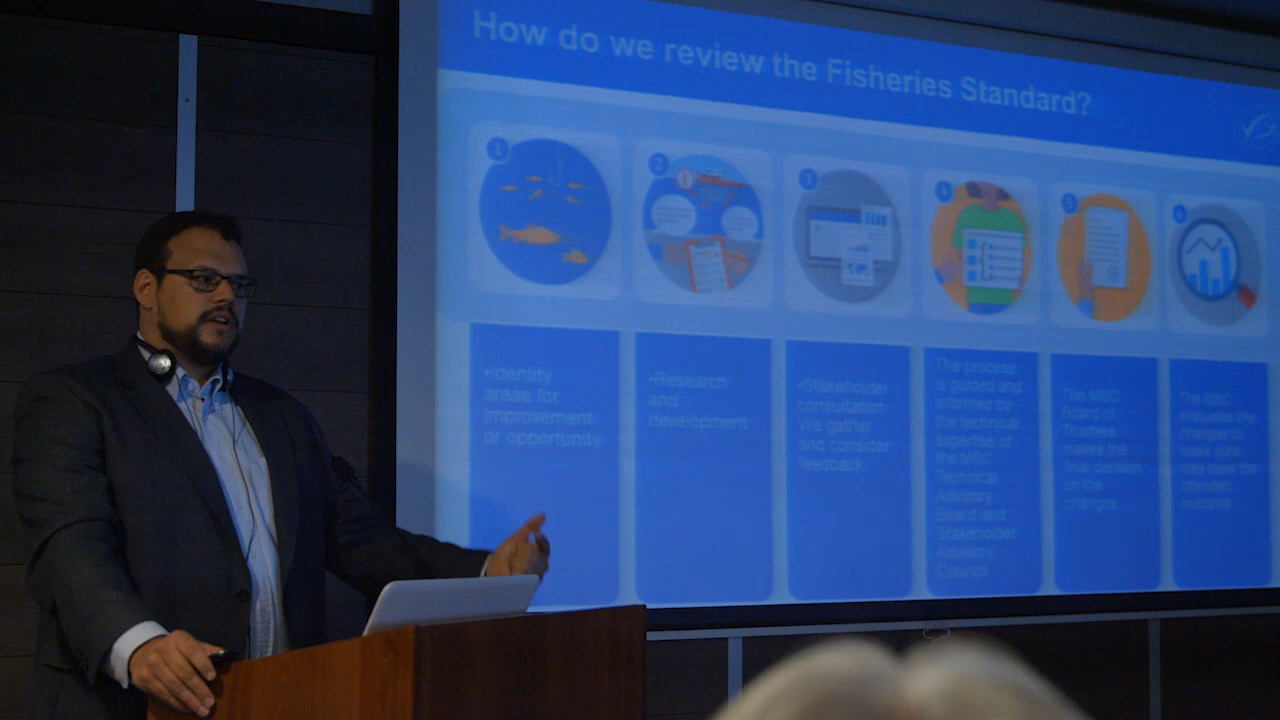 How do we review the Fisheries Standard?
1
2
3
4
5
6
•Identify
areas for
improvement
or opportunity
•Research
and
development
•Stakeholder
consultation.
We gather
and consider
feedback
The process
is guided and
informed by
the technical
expertise of
the MSC
Technical
Advisory
Board and
Stakeholder
Advisory
Council
The MSC
Board of
Trustees
makes the
final decision
on the
changes.
The MSC
evaluates the
changes to
make sure
they have the
intended
outcome